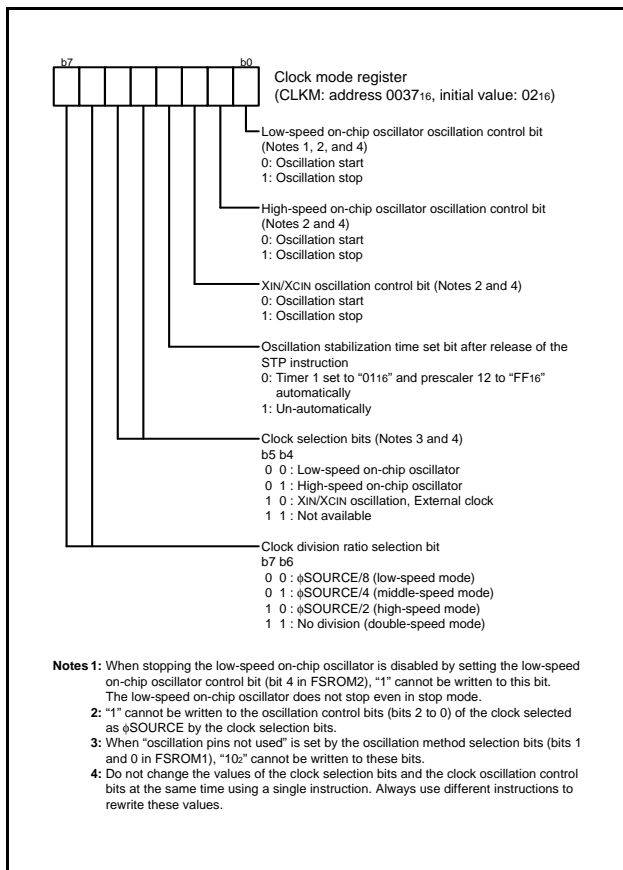 b7 b0
Clock mode register
(CLKM: address 003716, initial value: 0216)
Low-speed on-chip oscillator oscillation control bit
(Notes 1, 2, and 4)
0: Oscillation start
1: Oscillation stop
High-speed on-chip oscillator oscillation control bit
(Notes 2 and 4)
0: Oscillation start
1: Oscillation stop
XIN/XCIN oscillation control bit (Notes 2 and 4)
0: Oscillation start
1: Oscillation stop
Oscillation stabilization time set bit after release of the
STP instruction
0: Timer 1 set to “0116” and prescaler 12 to “FF16”
automatically
1: Un-automatically
Clock selection bits (Notes 3 and 4)
b5 b4
0 0 : Low-speed on-chip oscillator
0 1 : High-speed on-chip oscillator
1 0 : XIN/XCIN oscillation, External clock
1 1 : Not available
Clock division ratio selection bit
b7 b6
0 0 : ϕSOURCE/8 (low-speed mode)
0 1 : ϕSOURCE/4 (middle-speed mode)
1 0 : ϕSOURCE/2 (high-speed mode)
1 1 : No division (double-speed mode)
Notes 1: When stopping the low-speed on-chip oscillator is disabled by setting the low-speed
on-chip oscillator control bit (bit 4 in FSROM2), “1” cannot be written to this bit.
The low-speed on-chip oscillator does not stop even in stop mode.
2: “1” cannot be written to the oscillation control bits (bits 2 to 0) of the clock selected
as ϕSOURCE by the clock selection bits.
3: When “oscillation pins not used” is set by the oscillation method selection bits (bits 1
and 0 in FSROM1), “102” cannot be written to these bits.
4: Do not change the values of the clock selection bits and the clock oscillation control
bits at the same time using a single instruction. Always use different instructions to
rewrite these values.